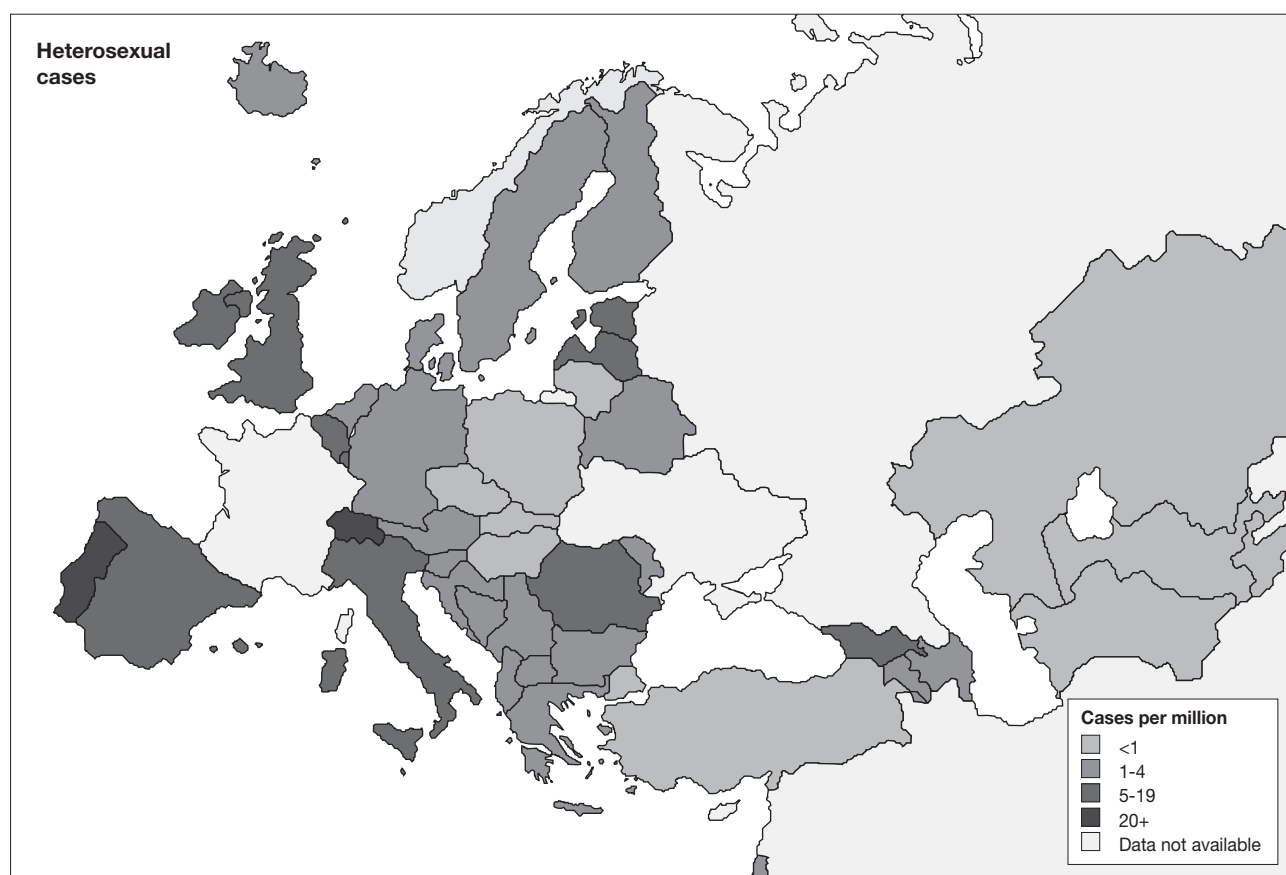 Heterosexual
cases
Cases per million
<1
1-4
5-19
20+
Data not available